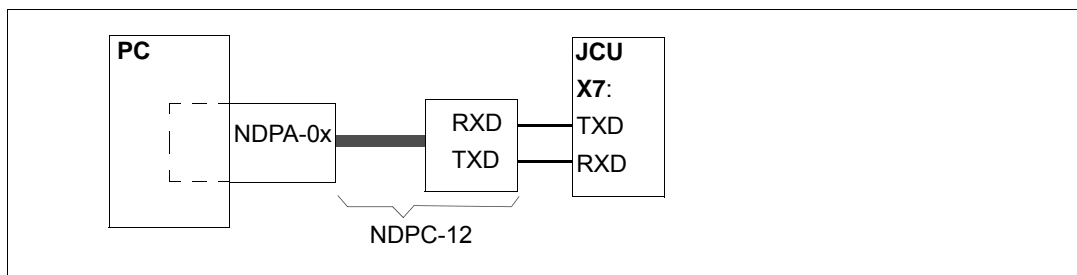 PC
NDPA-0x
RXD
TXD
NDPC-12
JCU
X7:
TXD
RXD